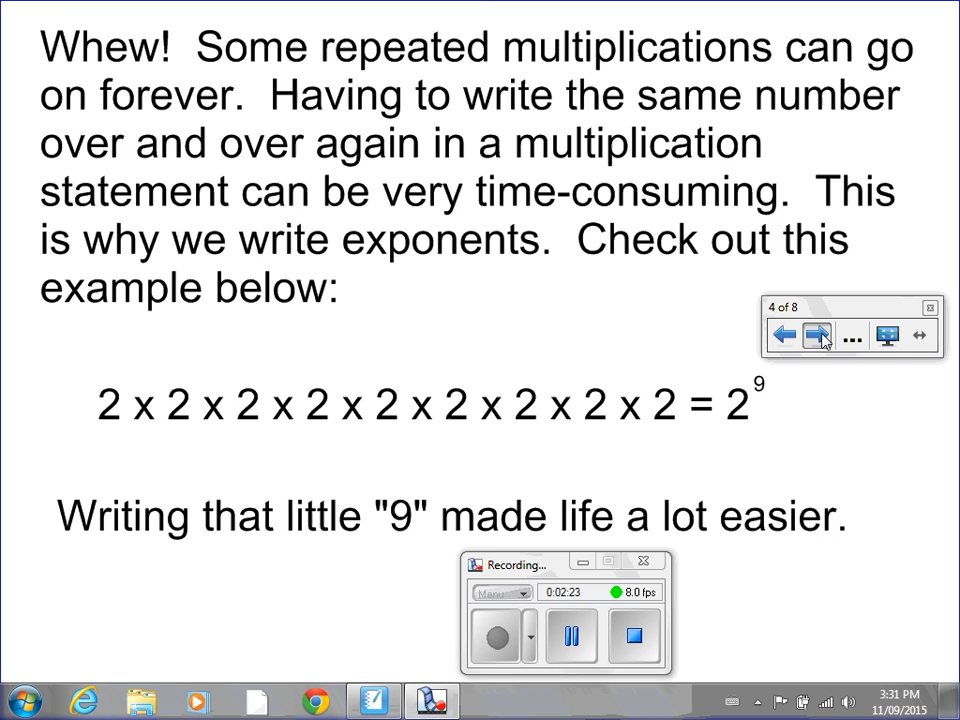 Whew!  Some repeated multiplications can go
on forever.  Having to write the same number
over and over again in a multiplication
statement can be very time-consuming.  This
is why we write exponents.  Check out this
example below:
4 of 8
...
2 x 2 x 2 x 2 x 2 x 2 x 2 x 2 x 2 = 2⁹
Writing that little "9" made life a lot easier.
Recording...
Menu
0:02:23
8.0 fps
3:31 PM
11/09/2015